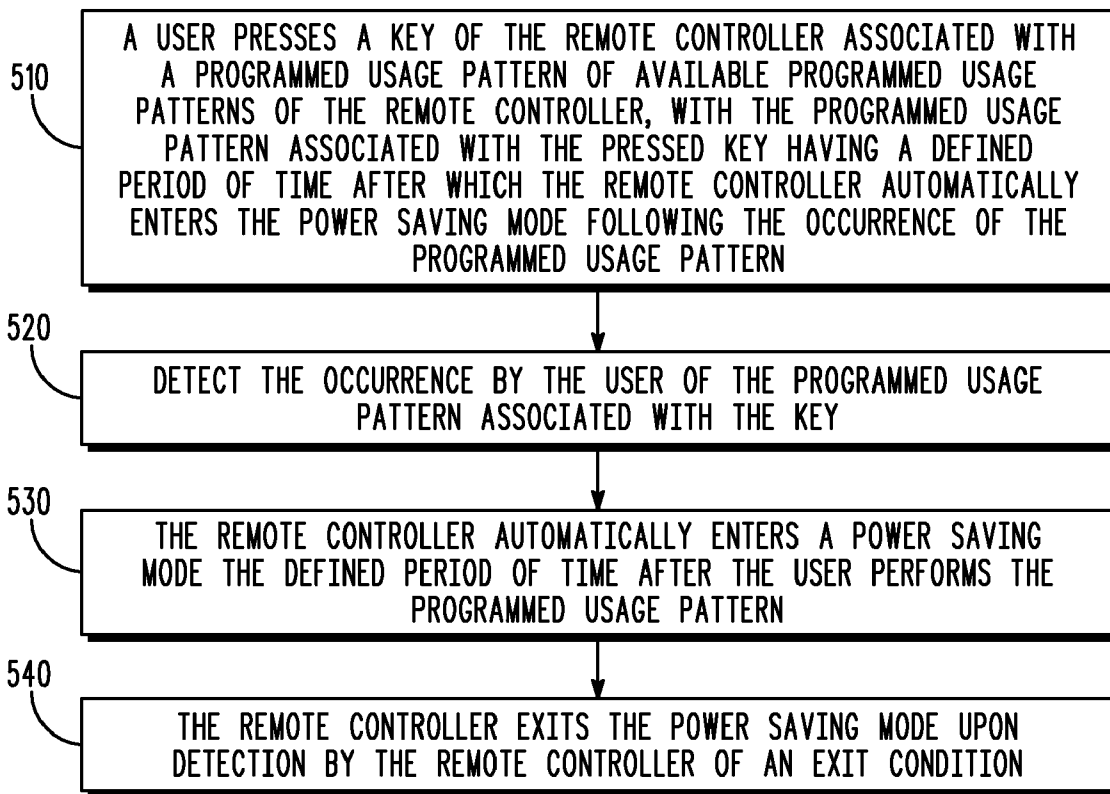 510
A USER PRESSES A KEY OF THE REMOTE CONTROLLER ASSOCIATED WITH
A PROGRAMMED USAGE PATTERN OF AVAILABLE PROGRAMMED USAGE
PATTERNS OF THE REMOTE CONTROLLER, WITH THE PROGRAMMED USAGE
PATTERN ASSOCIATED WITH THE PRESSED KEY HAVING A DEFINED
PERIOD OF TIME AFTER WHICH THE REMOTE CONTROLLER AUTOMATICALLY
ENTERS THE POWER SAVING MODE FOLLOWING THE OCCURRENCE OF THE
PROGRAMMED USAGE PATTERN
520
DETECT THE OCCURRENCE BY THE USER OF THE PROGRAMMED USAGE
PATTERN ASSOCIATED WITH THE KEY
530
THE REMOTE CONTROLLER AUTOMATICALLY ENTERS A POWER SAVING
MODE THE DEFINED PERIOD OF TIME AFTER THE USER PERFORMS THE
PROGRAMMED USAGE PATTERN
540
THE REMOTE CONTROLLER EXITS THE POWER SAVING MODE UPON
DETECTION BY THE REMOTE CONTROLLER OF AN EXIT CONDITION